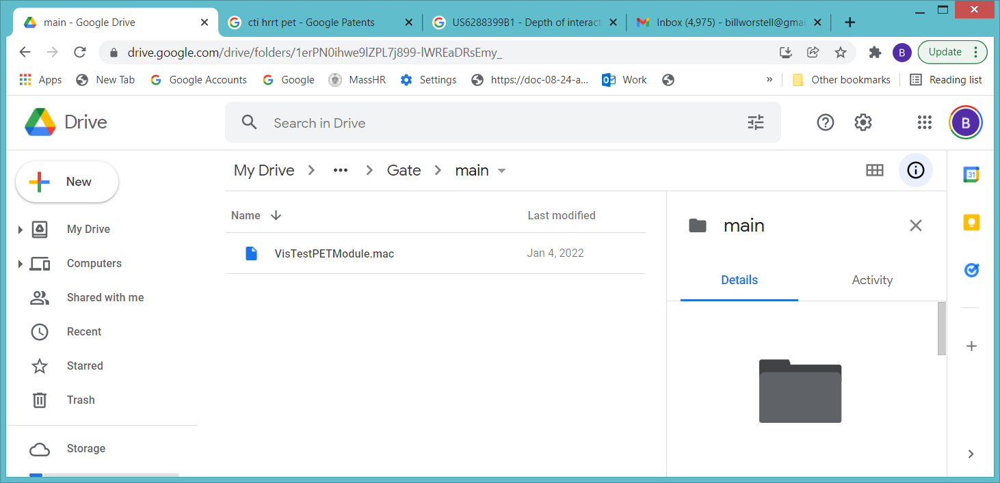 main - Google Drive
cti hrrt pet - Google Patents
US6288399B1 - Depth of interact
Inbox (4,975) - billworstell@gmai
drive.google.com/drive/folders/1erPN0ihwe9lZPL7j899-lWREaDRsEmy_
B
Update
Apps
New Tab
Google Accounts
Google
MassHR
Settings
https://doc-08-24-a...
Work
»
Other bookmarks
Reading list
Drive
Search in Drive
B
New
My Drive > ... > Gate > main
31
Name
Last modified
main
VisTestPETModule.mac
Jan 4, 2022
My Drive
Computers
Details
Activity
Shared with me
Recent
Starred
Trash
Storage